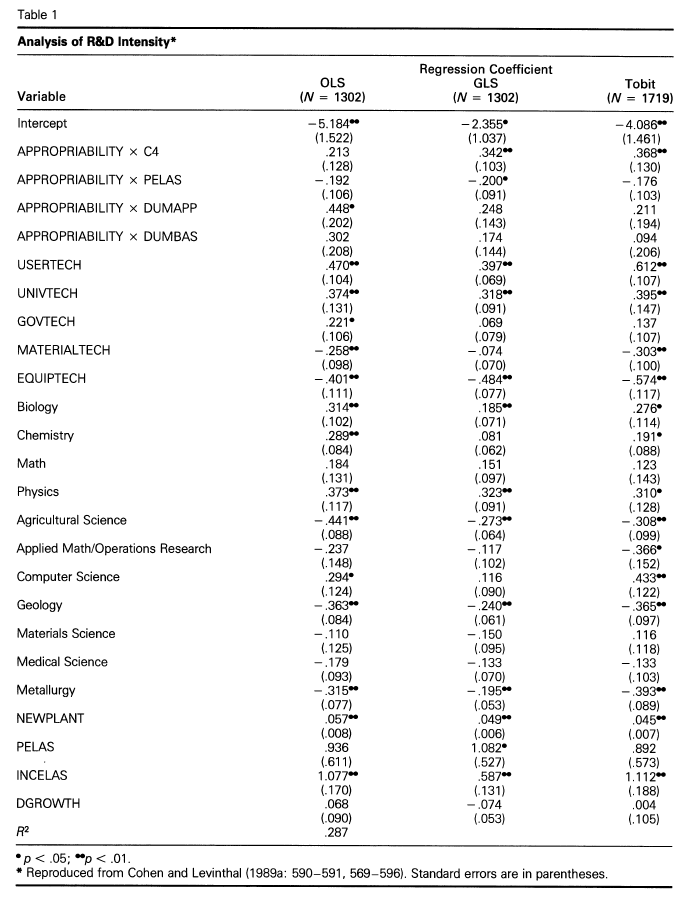 Table 1
Analysis of R&D Intensity*
Regression Coefficient
OLS GLS Tobit
Variable (N = 1302) (N = 1302) (N = 1719)
Intercept −5.184•• −2.355• −4.086••
(1.522) (1.037) (1.461)
APPROPRIABILITY × C4 .213 .342•• .368••
(.128) (.103) (.130)
APPROPRIABILITY × PELAS −.192 −.200• −.176
(.106) (.091) (.103)
APPROPRIABILITY × DUMAPP .448• .248 .211
(.202) (.143) (.194)
APPROPRIABILITY × DUMBAS .302 .174 .094
(.208) (.144) (.206)
USERTECH .470•• .397•• .612••
(.104) (.069) (.107)
UNIVTECH .374•• .318•• .395••
(.131) (.091) (.147)
GOVTECH .221• .069 .137
(.106) (.079) (.107)
MATERIALTECH −.258•• −.074 −.303••
(.098) (.070) (.100)
EQUIPTECH −.401•• −.484•• −.574••
(.111) (.077) (.117)
Biology .314•• .185•• .276•
(.102) (.071) (.114)
Chemistry .289•• .081 .191•
(.084) (.062) (.088)
Math .184 .151 .123
(.131) (.097) (.143)
Physics .373•• .323•• .310•
(.117) (.091) (.128)
Agricultural Science −.441•• −.273•• −.308••
(.088) (.064) (.099)
Applied Math/Operations Research −.237 −.117 −.366•
(.148) (.102) (.152)
Computer Science .294• .116 .433••
(.124) (.090) (.122)
Geology −.363•• −.240•• −.365••
(.084) (.061) (.097)
Materials Science −.110 −.150 .116
(.125) (.095) (.118)
Medical Science −.179 −.133 −.133
(.093) (.070) (.103)
Metallurgy −.315•• −.195•• −.393••
(.077) (.053) (.089)
NEWPLANT .057•• .049•• .045••
(.008) (.006) (.007)
PELAS .936 1.082• .892
(.611) (.527) (.573)
INCELAS 1.077•• .587•• 1.112••
(.170) (.131) (.188)
DGROWTH .068 −.074 .004
(.090) (.053) (.105)
R² .287
•p < .05; ••p < .01.
* Reproduced from Cohen and Levinthal (1989a: 590–591, 569–596). Standard errors are in parentheses.